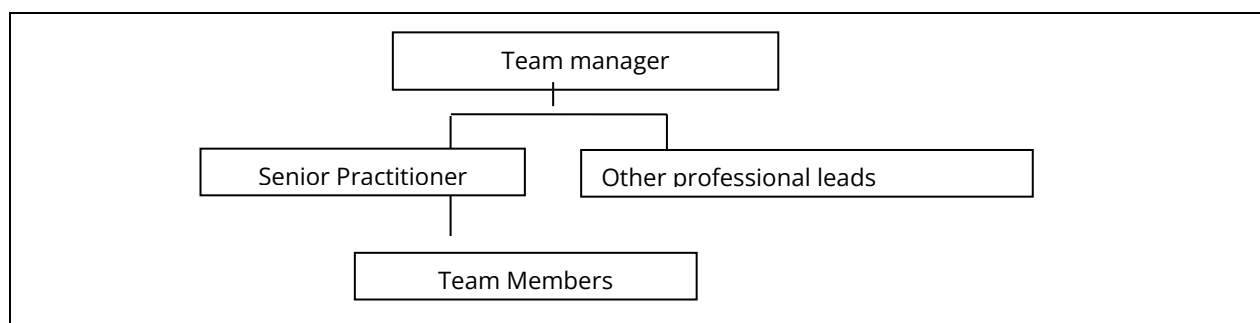 Team manager
Senior Practitioner
Other professional leads
Team Members